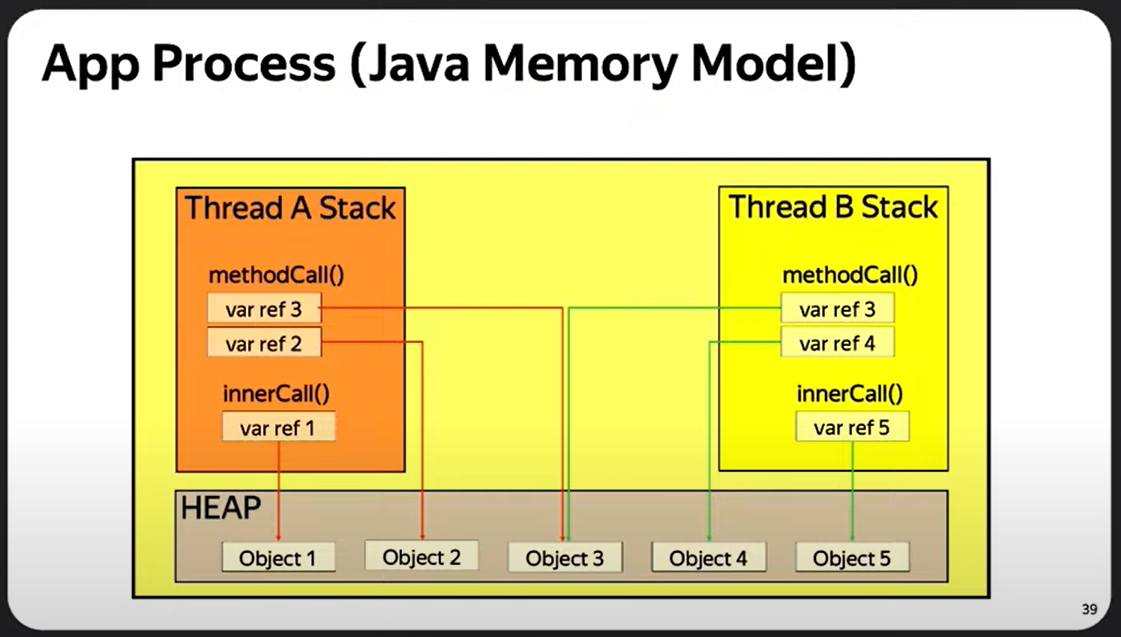 App Process (Java Memory Model)
Thread A Stack
methodCall()
var ref 3
var ref 2
innerCall()
var ref 1
Thread B Stack
methodCall()
var ref 3
var ref 4
innerCall()
var ref 5
HEAP
Object 1
Object 2
Object 3
Object 4
Object 5
39